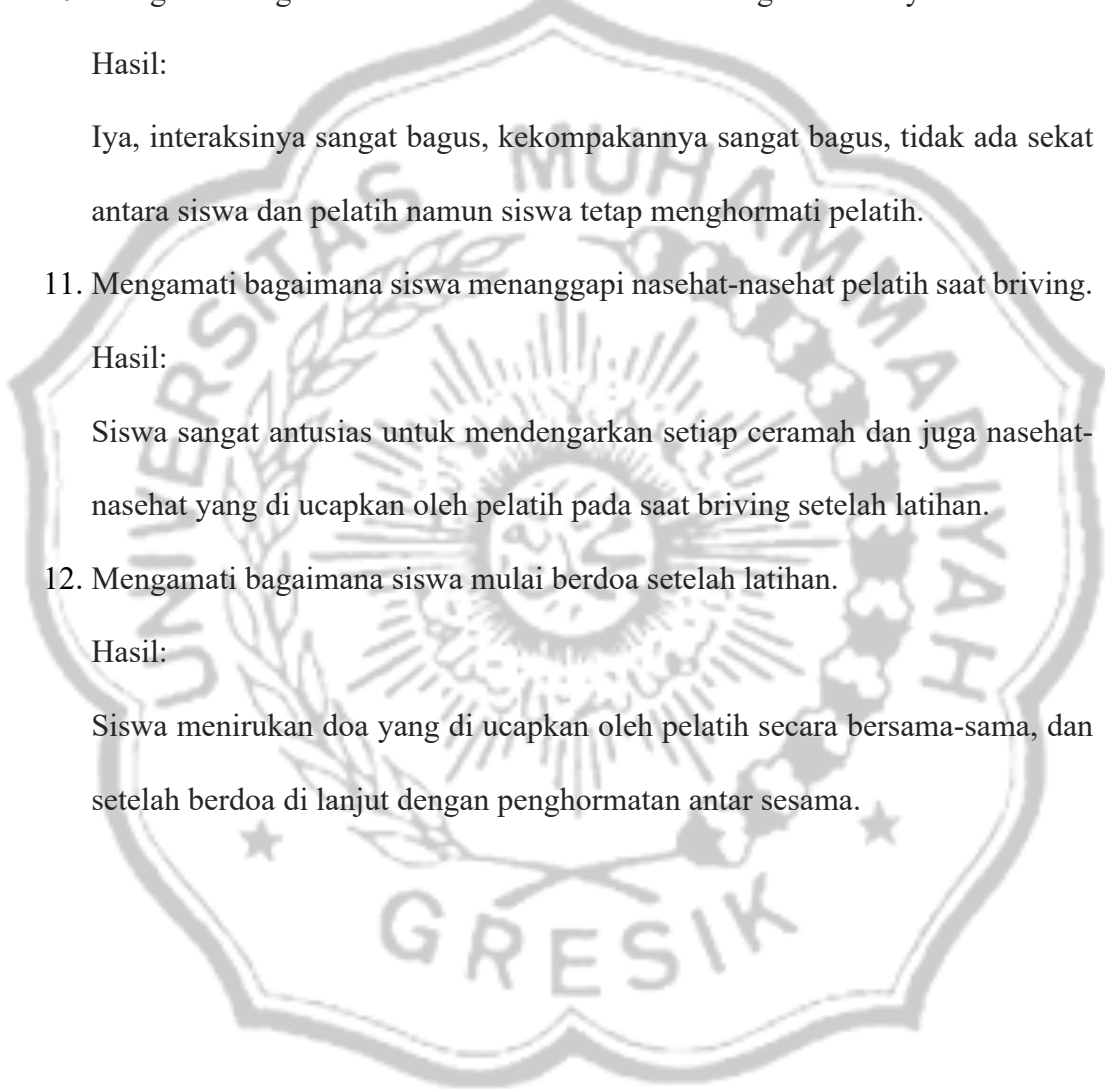 Hasil:
Iya, interaksinya sangat bagus, kekompakannya sangat bagus, tidak ada sekat
antara siswa dan pelatih namun siswa tetap menghormati pelatih.
11. Mengamati bagaimana siswa menanggapi nasehat-nasehat pelatih saat briving.
Hasil:
Siswa sangat antusias untuk mendengarkan setiap ceramah dan juga nasehat-
nasehat yang di ucapkan oleh pelatih pada saat briving setelah latihan.
12. Mengamati bagaimana siswa mulai berdoa setelah latihan.
Hasil:
Siswa menirukan doa yang di ucapkan oleh pelatih secara bersama-sama, dan
setelah berdoa di lanjut dengan penghormatan antar sesama.
UNIVERSITAS MUHAMMADIYAH
GRESIK